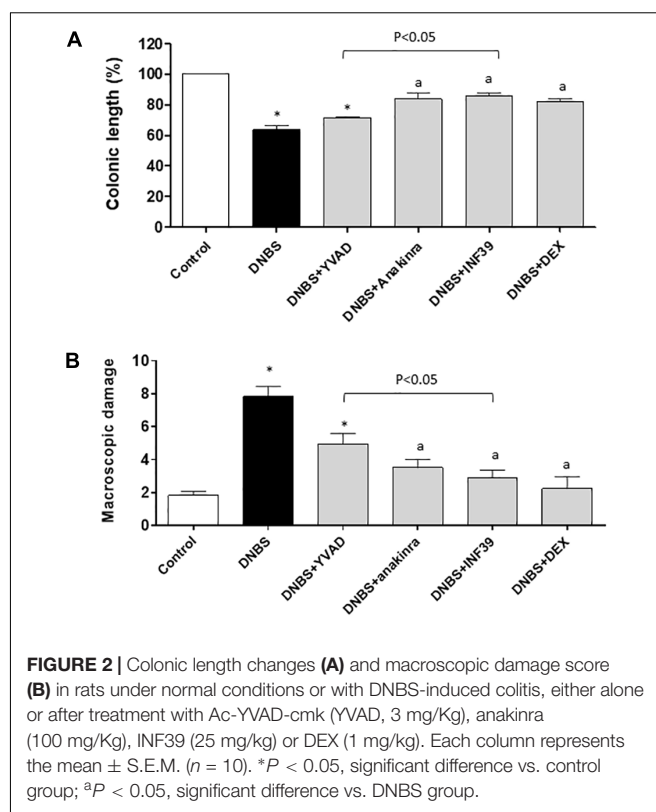 A
P<0.05
Colonic length (%)
120
100
80
60
40
20
0
* * a a a
Control
DNBS
DNBS+YVAD
DNBS+Anakinra
DNBS+INF39
DNBS+DEX
B
P<0.05
Macroscopic damage
10
8
6
4
2
0
* * a a a
Control
DNBS
DNBS+YVAD
DNBS+anakinra
DNBS+INF39
DNBS+DEX
FIGURE 2 | Colonic length changes (A) and macroscopic damage score
(B) in rats under normal conditions or with DNBS-induced colitis, either alone
or after treatment with Ac-YVAD-cmk (YVAD, 3 mg/Kg), anakinra
(100 mg/Kg), INF39 (25 mg/kg) or DEX (1 mg/kg). Each column represents
the mean ± S.E.M. (n = 10). *P < 0.05, significant difference vs. control
group; aP < 0.05, significant difference vs. DNBS group.